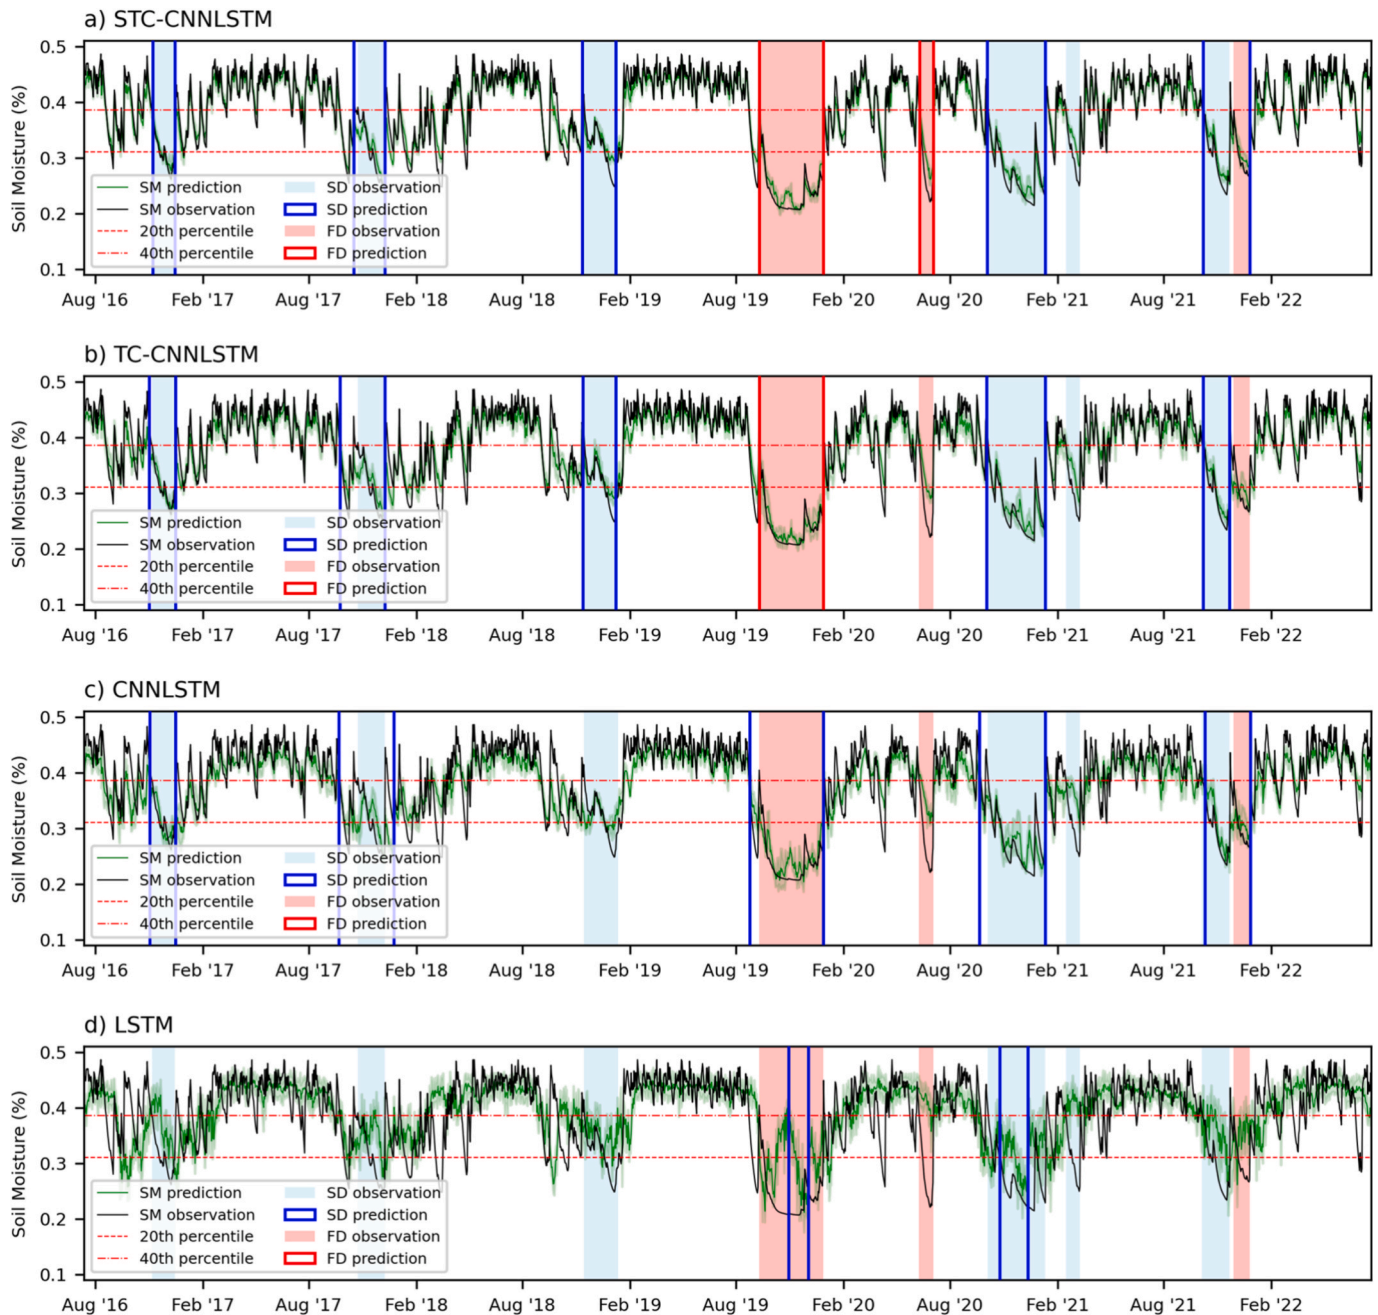 a) STC-CNNLSTM
0.5
0.4
0.3
0.2
0.1
Soil Moisture (%)
SM prediction
SM observation
20th percentile
40th percentile
SD observation
SD prediction
FD observation
FD prediction
Aug '16 Feb '17 Aug '17 Feb '18 Aug '18 Feb '19 Aug '19 Feb '20 Aug '20 Feb '21 Aug '21 Feb '22
b) TC-CNNLSTM
0.5
0.4
0.3
0.2
0.1
Soil Moisture (%)
SM prediction
SM observation
20th percentile
40th percentile
SD observation
SD prediction
FD observation
FD prediction
Aug '16 Feb '17 Aug '17 Feb '18 Aug '18 Feb '19 Aug '19 Feb '20 Aug '20 Feb '21 Aug '21 Feb '22
c) CNNLSTM
0.5
0.4
0.3
0.2
0.1
Soil Moisture (%)
SM prediction
SM observation
20th percentile
40th percentile
SD observation
SD prediction
FD observation
FD prediction
Aug '16 Feb '17 Aug '17 Feb '18 Aug '18 Feb '19 Aug '19 Feb '20 Aug '20 Feb '21 Aug '21 Feb '22
d) LSTM
0.5
0.4
0.3
0.2
0.1
Soil Moisture (%)
SM prediction
SM observation
20th percentile
40th percentile
SD observation
SD prediction
FD observation
FD prediction
Aug '16 Feb '17 Aug '17 Feb '18 Aug '18 Feb '19 Aug '19 Feb '20 Aug '20 Feb '21 Aug '21 Feb '22